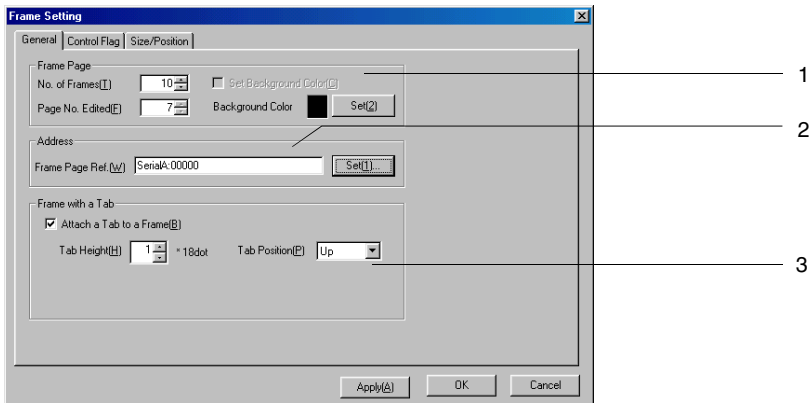 Frame Setting
General Control Flag Size/Position
Frame Page
No. of Frames(T) 10 Set Background Color(C)
Page No. Edited(F) 7 Background Color Set(2)
Address
Frame Page Ref.(W) SerialA:00000 Set(1)...
Frame with a Tab
Attach a Tab to a Frame(B)
Tab Height(H) 1 * 18dot Tab Position(P) Up
Apply(A) OK Cancel
1
2
3